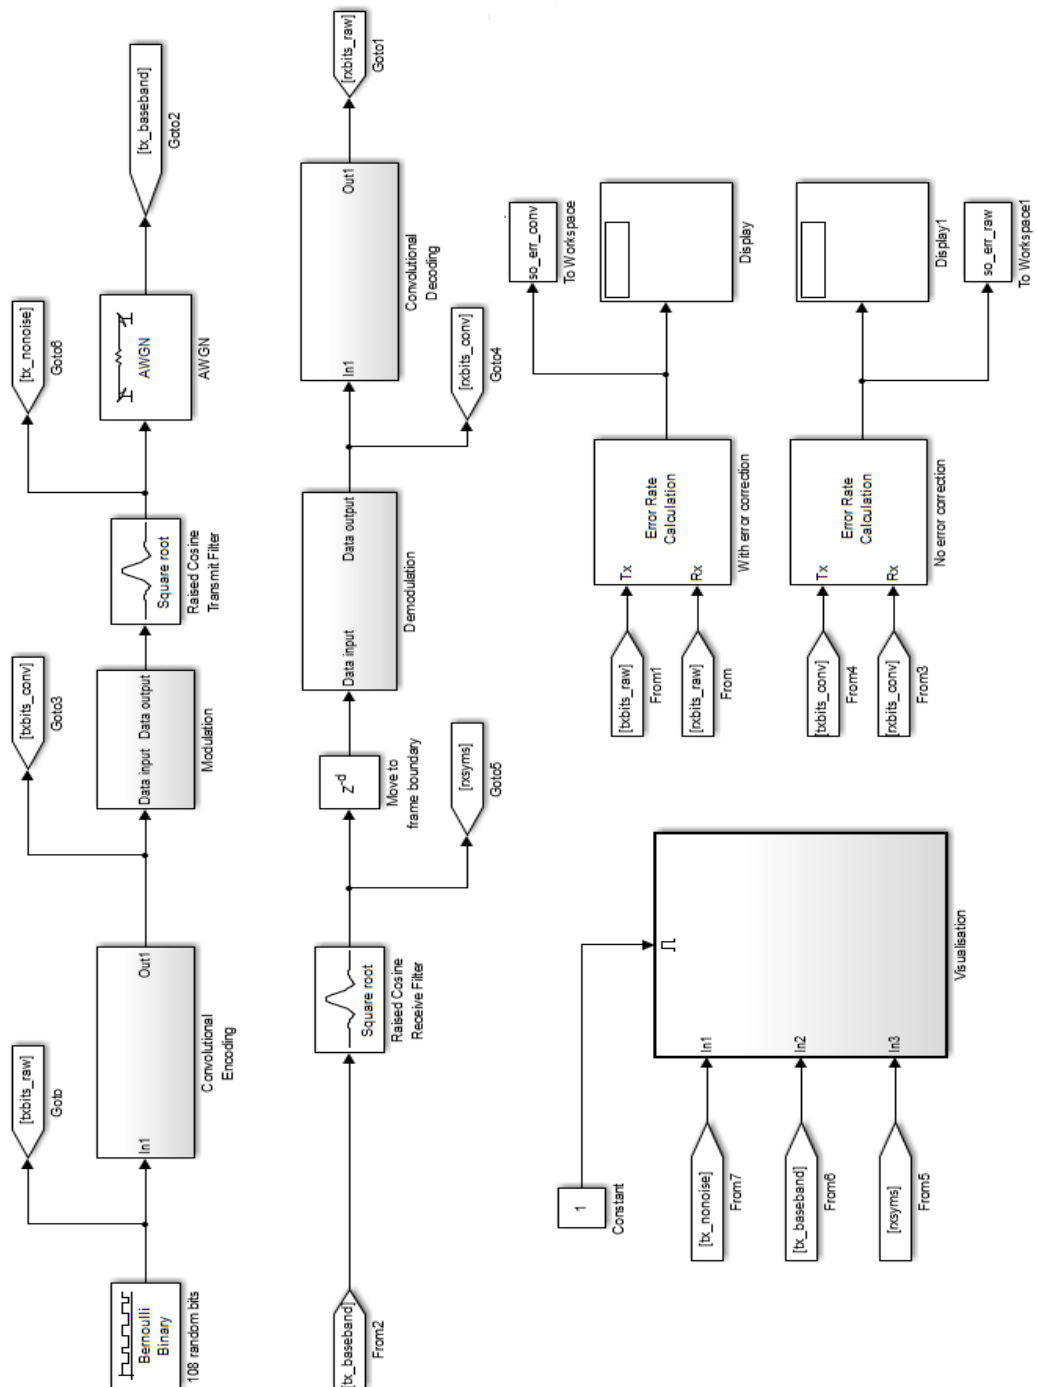 Bernoulli
Binary
108 random bits
[txbits_raw]
Goto
In1
Out1
Convolutional
Encoding
[txbits_conv]
Goto3
Data input
Data output
Modulation
Square root
Raised Cosine
Transmit Filter
[tx_nonoise]
Goto6
AWGN
AWGN
[tx_baseband]
Goto2
[tx_baseband]
From2
Square root
Raised Cosine
Receive Filter
[rxsyms]
Goto5
z-d
Move to
frame boundary
Data input
Data output
Demodulation
[rxbits_conv]
Goto4
In1
Out1
Convolutional
Decoding
[rxbits_raw]
Goto1
[txbits_raw]
From1
[rxbits_raw]
From
Tx
Rx
Error Rate
Calculation
With error correction
so_err_conv
To Workspace
Display
[txbits_conv]
From4
[rxbits_conv]
From3
Tx
Rx
Error Rate
Calculation
No error correction
Display1
so_err_raw
To Workspace1
1
Constant
[tx_nonoise]
From7
[tx_baseband]
From6
[rxsyms]
From5
In1
In2
In3
Visualisation